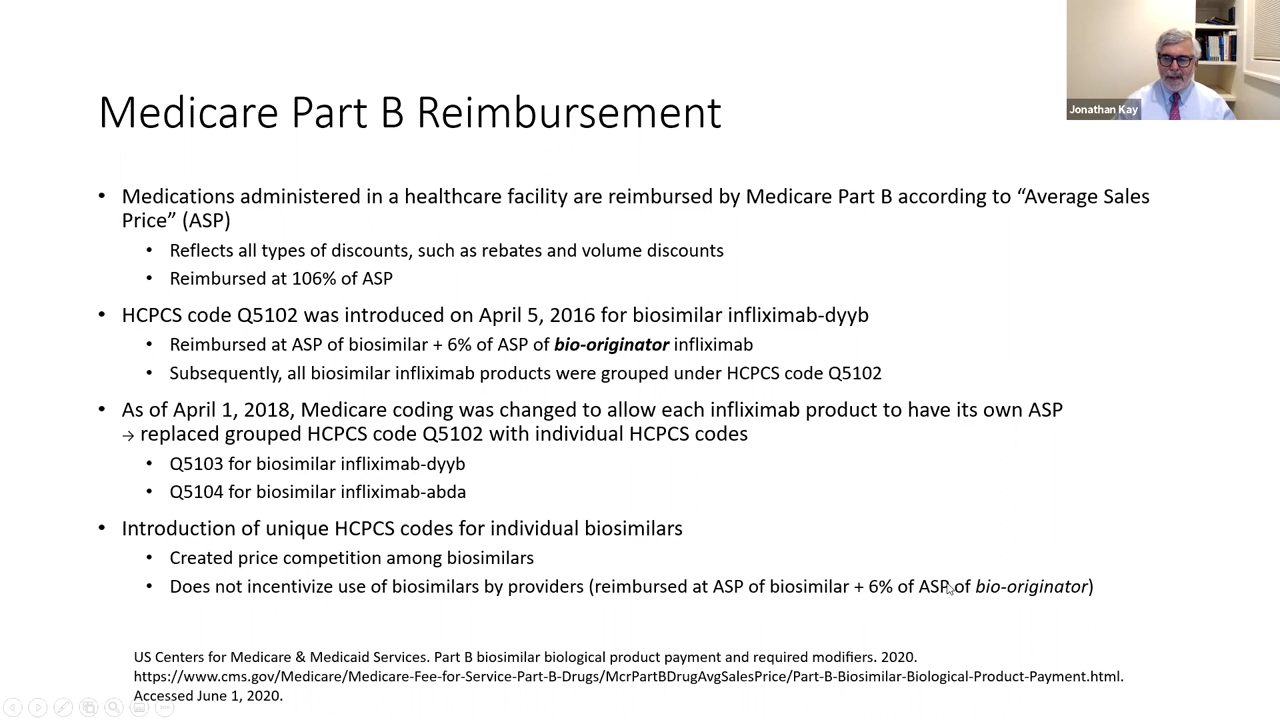 Jonathan Kay
Medicare Part B Reimbursement
• Medications administered in a healthcare facility are reimbursed by Medicare Part B according to “Average Sales
Price” (ASP)
• Reflects all types of discounts, such as rebates and volume discounts
• Reimbursed at 106% of ASP
• HCPCS code Q5102 was introduced on April 5, 2016 for biosimilar infliximab-dyyb
• Reimbursed at ASP of biosimilar + 6% of ASP of bio-originator infliximab
• Subsequently, all biosimilar infliximab products were grouped under HCPCS code Q5102
• As of April 1, 2018, Medicare coding was changed to allow each infliximab product to have its own ASP
→ replaced grouped HCPCS code Q5102 with individual HCPCS codes
• Q5103 for biosimilar infliximab-dyyb
• Q5104 for biosimilar infliximab-abda
• Introduction of unique HCPCS codes for individual biosimilars
• Created price competition among biosimilars
• Does not incentivize use of biosimilars by providers (reimbursed at ASP of biosimilar + 6% of ASP of bio-originator)
US Centers for Medicare & Medicaid Services. Part B biosimilar biological product payment and required modifiers. 2020.
https://www.cms.gov/Medicare/Medicare-Fee-for-Service-Part-B-Drugs/McrPartBDrugAvgSalesPrice/Part-B-Biosimilar-Biological-Product-Payment.html.
Accessed June 1, 2020.